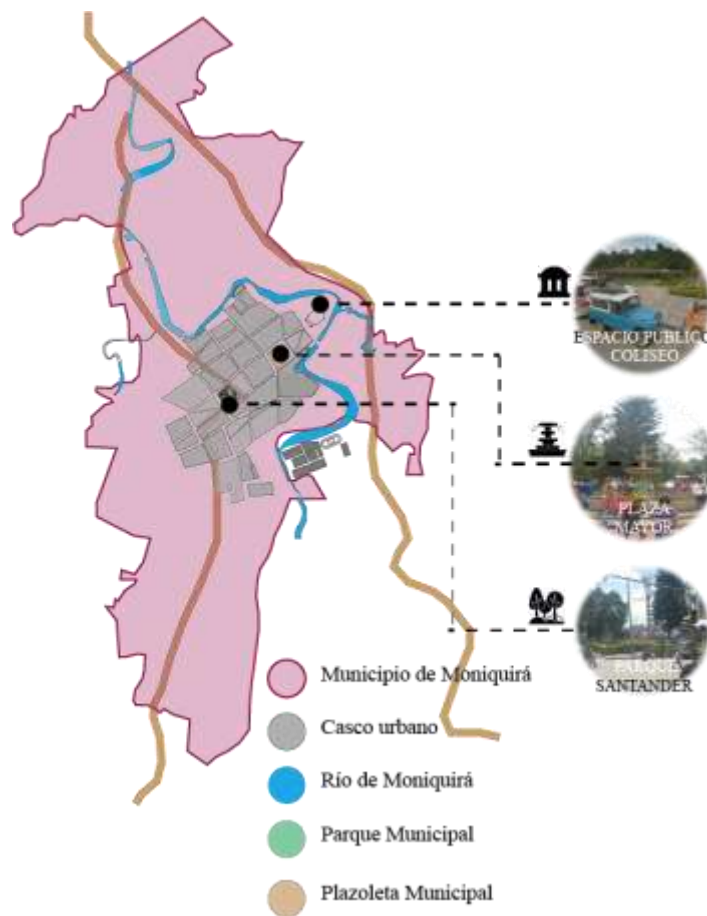 ESPACIO PUBLICO
COLISEO
PLAZA
MAYOR
PARQUE
SANTANDER
Municipio de Moniquirá
Casco urbano
Río de Moniquirá
Parque Municipal
Plazoleta Municipal